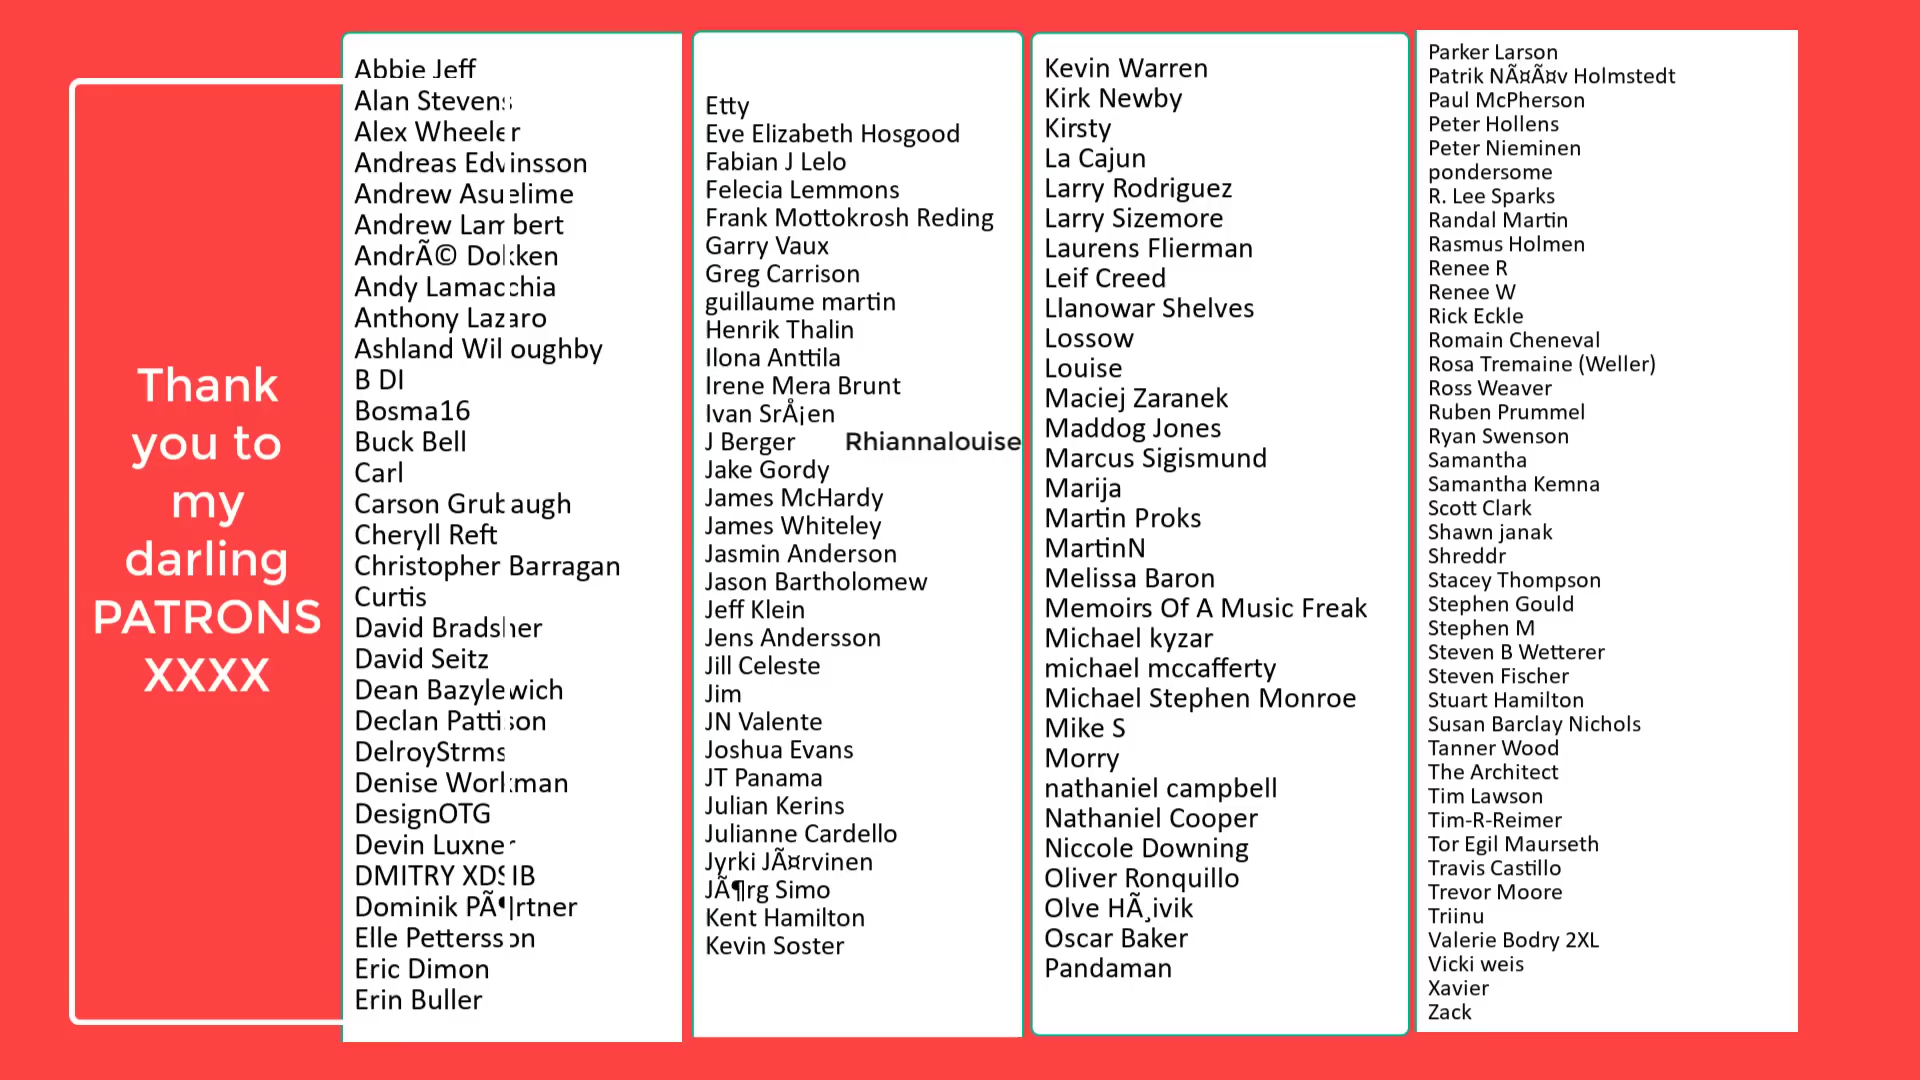 Thank
you to
my
darling
PATRONS
XXXX
Abbie Jeff
Alan Stevens
Alex Wheeler
Andreas Edvinsson
Andrew Asuelime
Andrew Lambert
AndrÃ© Dokken
Andy Lamacchia
Anthony Lazaro
Ashland Willoughby
B DI
Bosma16
Buck Bell
Carl
Carson Grubaugh
Cheryll Reft
Christopher Barragan
Curtis
David Bradsher
David Seitz
Dean Bazylewich
Declan Pattison
DelroyStrms
Denise Workman
DesignOTG
Devin Luxner
DMITRY XDSIB
Dominik PÃ¶rtner
Elle Pettersson
Eric Dimon
Erin Buller
Etty
Eve Elizabeth Hosgood
Fabian J Lelo
Felecia Lemmons
Frank Mottokrosh Reding
Garry Vaux
Greg Carrison
guillaume martin
Henrik Thalin
Ilona Anttila
Irene Mera Brunt
Ivan SrÅ¡en
J Berger Rhiannalouise
Jake Gordy
James McHardy
James Whiteley
Jasmin Anderson
Jason Bartholomew
Jeff Klein
Jens Andersson
Jill Celeste
Jim
JN Valente
Joshua Evans
JT Panama
Julian Kerins
Julianne Cardello
Jyrki JÃ¤rvinen
JÃ¶rg Simo
Kent Hamilton
Kevin Soster
Kevin Warren
Kirk Newby
Kirsty
La Cajun
Larry Rodriguez
Larry Sizemore
Laurens Flierman
Leif Creed
Llanowar Shelves
Lossow
Louise
Maciej Zaranek
Maddog Jones
Marcus Sigismund
Marija
Martin Proks
MartinN
Melissa Baron
Memoirs Of A Music Freak
Michael kyzar
michael mccafferty
Michael Stephen Monroe
Mike S
Morry
nathaniel campbell
Nathaniel Cooper
Niccole Downing
Oliver Ronquillo
Olve HÃ¸ivik
Oscar Baker
Pandaman
Parker Larson
Patrik NÃ¤Ã¤v Holmstedt
Paul McPherson
Peter Hollens
Peter Nieminen
pondersome
R. Lee Sparks
Randal Martin
Rasmus Holmen
Renee R
Renee W
Rick Eckle
Romain Cheneval
Rosa Tremaine (Weller)
Ross Weaver
Ruben Prummel
Ryan Swenson
Samantha
Samantha Kemna
Scott Clark
Shawn janak
Shreddr
Stacey Thompson
Stephen Gould
Stephen M
Steven B Wetterer
Steven Fischer
Stuart Hamilton
Susan Barclay Nichols
Tanner Wood
The Architect
Tim Lawson
Tim-R-Reimer
Tor Egil Maurseth
Travis Castillo
Trevor Moore
Triinu
Valerie Bodry 2XL
Vicki weis
Xavier
Zack